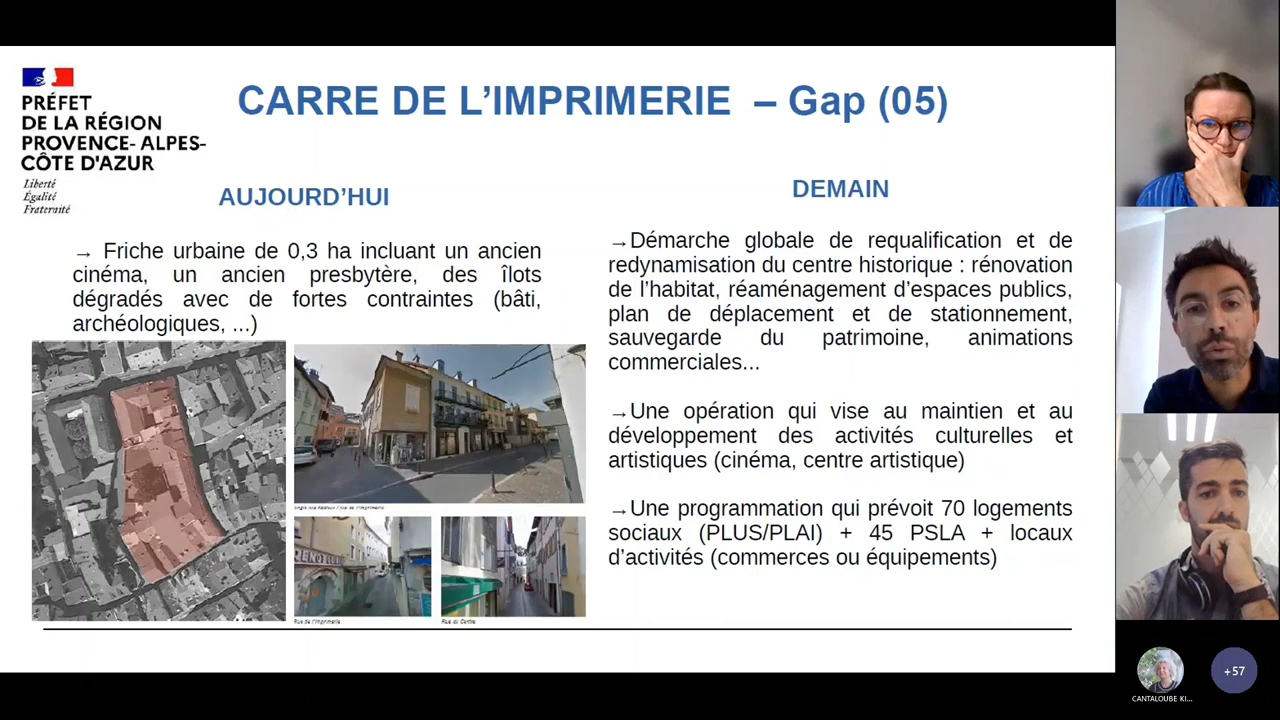 PRÉFET
DE LA RÉGION
PROVENCE- ALPES-
CÔTE D'AZUR
Liberté
Égalité
Fraternité
CARRE DE L'IMPRIMERIE – Gap (05)
AUJOURD'HUI
→ Friche urbaine de 0,3 ha incluant un ancien
cinéma, un ancien presbytère, des îlots
dégradés avec de fortes contraintes (bâti,
archéologiques, ...)
Rue de l'Imprimerie
Rue du Centre
DEMAIN
→Démarche globale de requalification et de
redynamisation du centre historique : rénovation
de l'habitat, réaménagement d'espaces publics,
plan de déplacement et de stationnement,
sauvegarde du patrimoine, animations
commerciales...
→Une opération qui vise au maintien et au
développement des activités culturelles et
artistiques (cinéma, centre artistique)
→Une programmation qui prévoit 70 logements
sociaux (PLUS/PLAI) + 45 PSLA + locaux
d'activités (commerces ou équipements)
CANTALOUBE KI...
+57